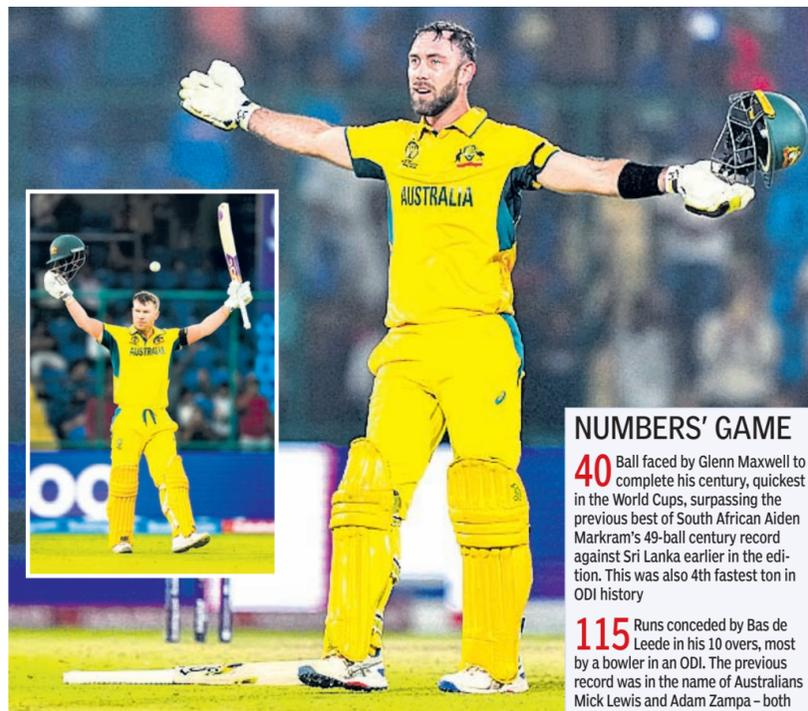 AUSTRALIA
AUSTRALIA
NUMBERS' GAME
40 Ball faced by Glenn Maxwell to
complete his century, quickest
in the World Cups, surpassing the
previous best of South African Aiden
Markram's 49-ball century record
against Sri Lanka earlier in the edi-
tion. This was also 4th fastest ton in
ODI history
115 Runs conceded by Bas de
Leede in his 10 overs, most
by a bowler in an ODI. The previous
record was in the name of Australians
Mick Lewis and Adam Zampa – both